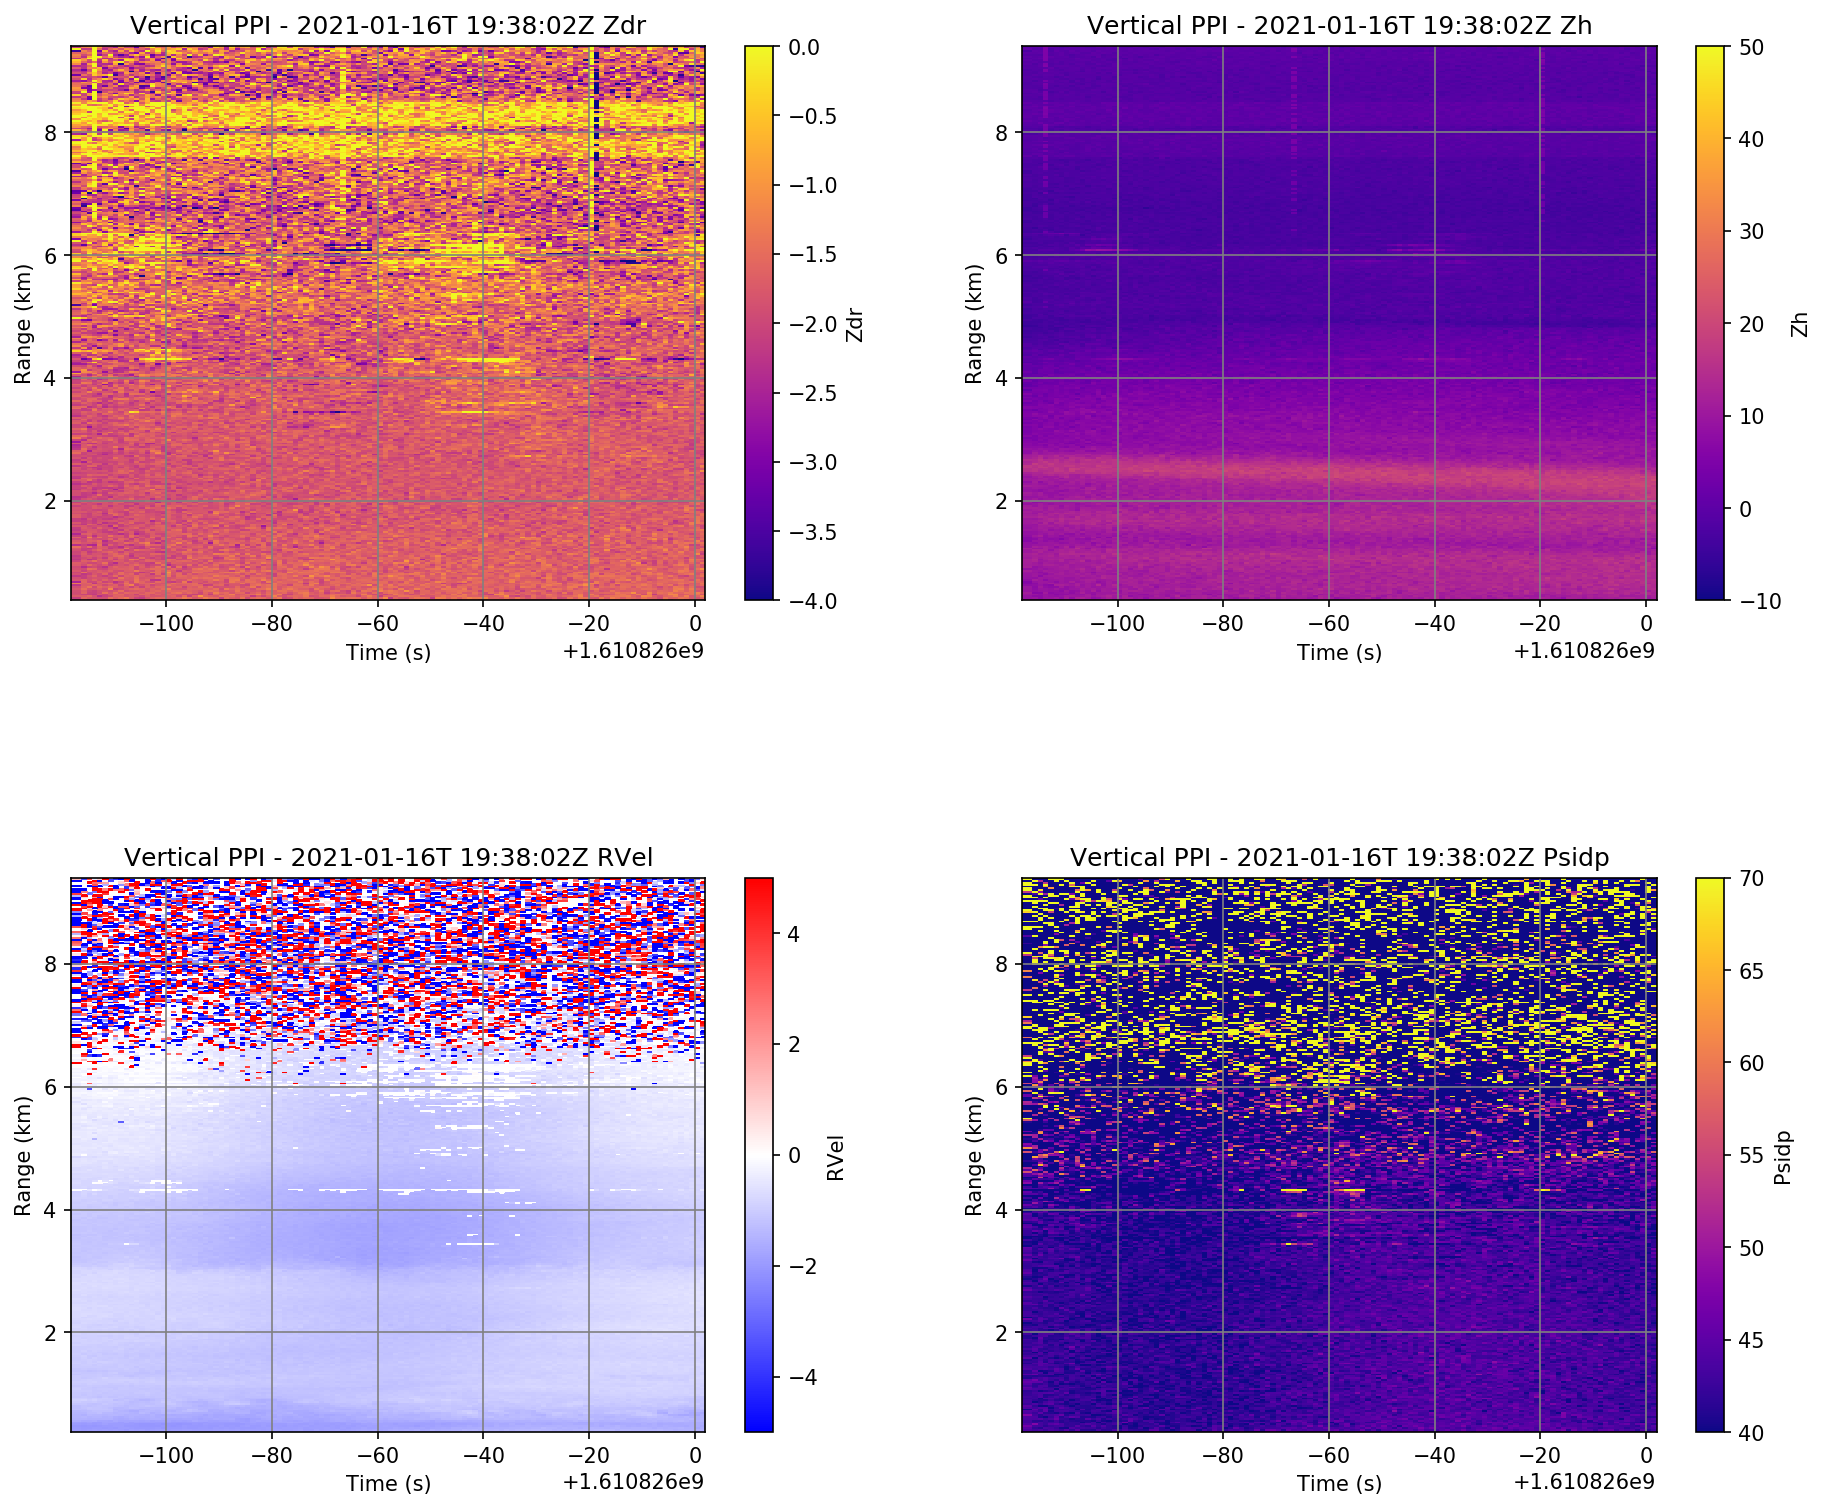 Vertical PPI - 2021-01-16T 19:38:02Z Zdr
8
6
4
2
Range (km)
−100 −80 −60 −40 −20 0
Time (s)
+1.610826e9
0.0
−0.5
−1.0
−1.5
−2.0
−2.5
−3.0
−3.5
−4.0
Zdr
Vertical PPI - 2021-01-16T 19:38:02Z Zh
8
6
4
2
Range (km)
−100 −80 −60 −40 −20 0
Time (s)
+1.610826e9
50
40
30
20
10
0
−10
Zh
Vertical PPI - 2021-01-16T 19:38:02Z RVel
8
6
4
2
Range (km)
−100 −80 −60 −40 −20 0
Time (s)
+1.610826e9
4
2
0
−2
−4
RVel
Vertical PPI - 2021-01-16T 19:38:02Z Psidp
8
6
4
2
Range (km)
−100 −80 −60 −40 −20 0
Time (s)
+1.610826e9
70
65
60
55
50
45
40
Psidp